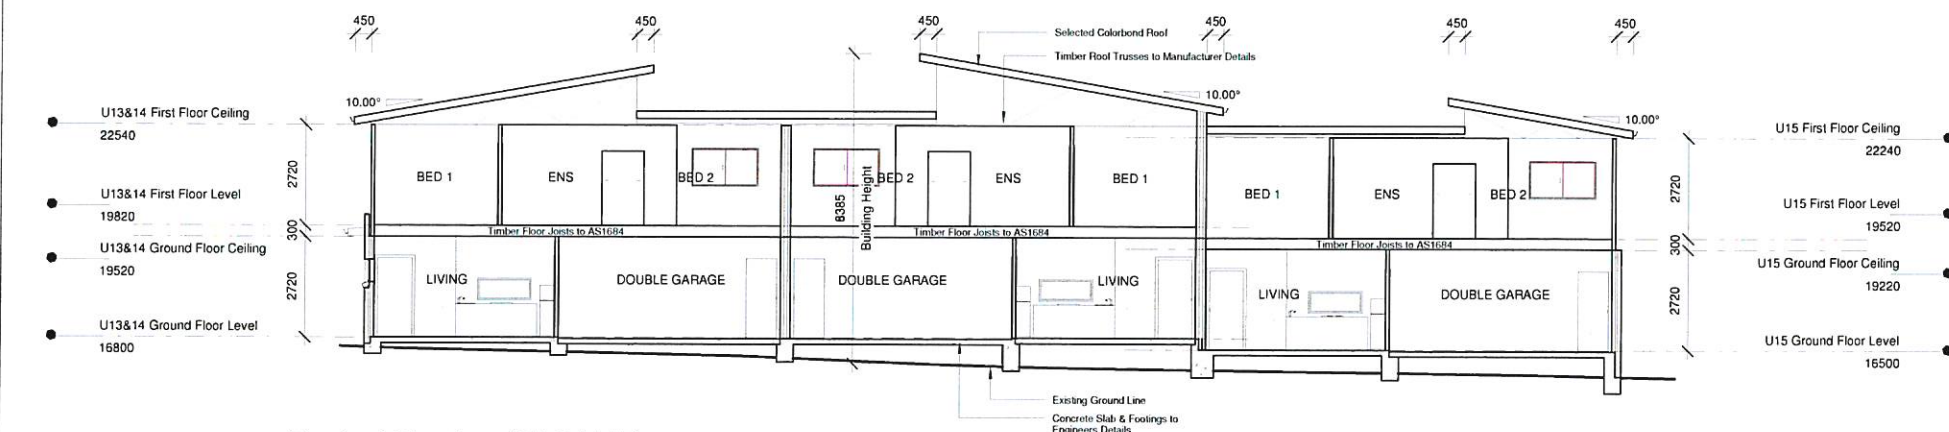 450
450
450
450
450
450
Selected Colorbond Roof
Timber Roof Trusses to Manufacturer Details
10.00°
10.00°
10.00°
U13&14 First Floor Ceiling
22540
U13&14 First Floor Level
19820
U13&14 Ground Floor Ceiling
19520
U13&14 Ground Floor Level
16800
2720
300
2720
BED 1
ENS
BED 2
8385
Building Height
BED 2
ENS
BED 1
BED 1
ENS
BED 2
Timber Floor Joists to AS1684
Timber Floor Joists to AS1684
Timber Floor Joists to AS1684
LIVING
DOUBLE GARAGE
DOUBLE GARAGE
LIVING
LIVING
DOUBLE GARAGE
2720
300
2720
U15 First Floor Ceiling
22240
U15 First Floor Level
19520
U15 Ground Floor Ceiling
19220
U15 Ground Floor Level
16500
Existing Ground Line
Concrete Slab & Footings to
Engineers Details